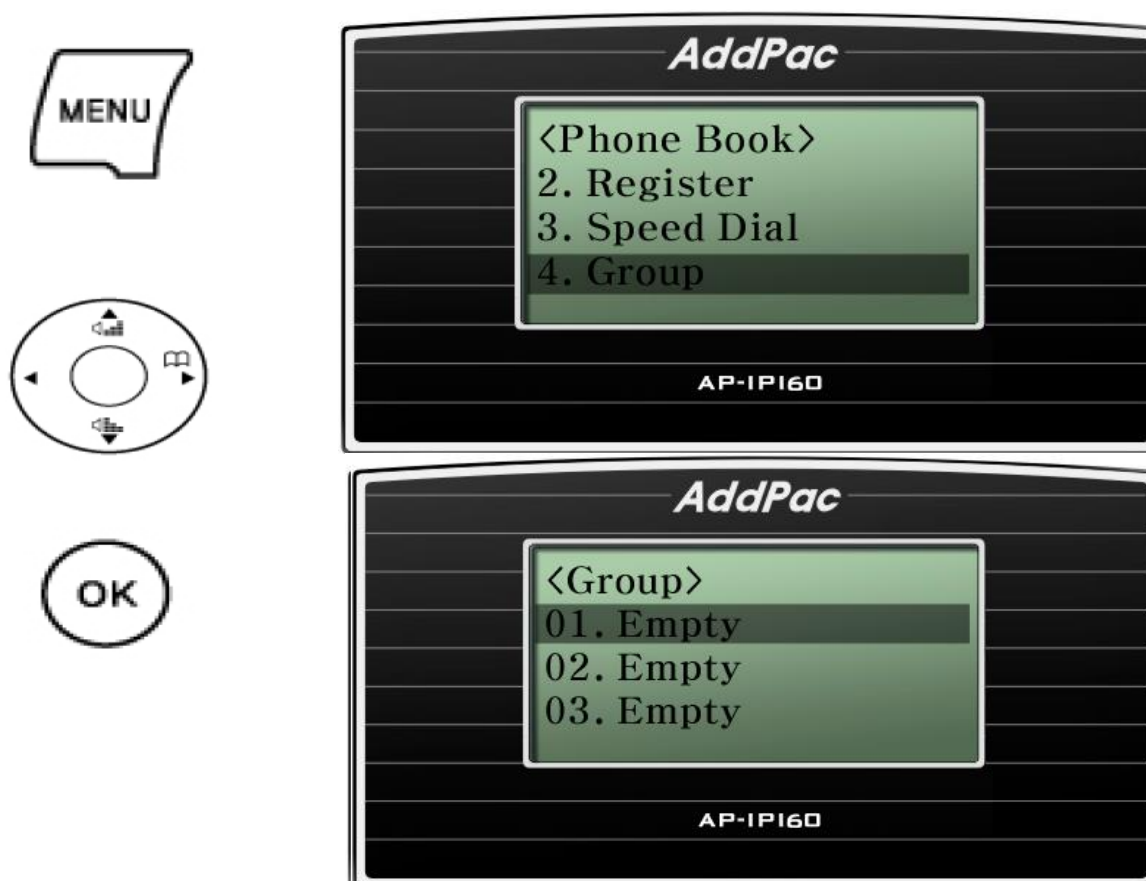 MENU
AddPac
<Phone Book>
2. Register
3. Speed Dial
4. Group
AP-IP160
OK
AddPac
<Group>
01. Empty
02. Empty
03. Empty
AP-IP160